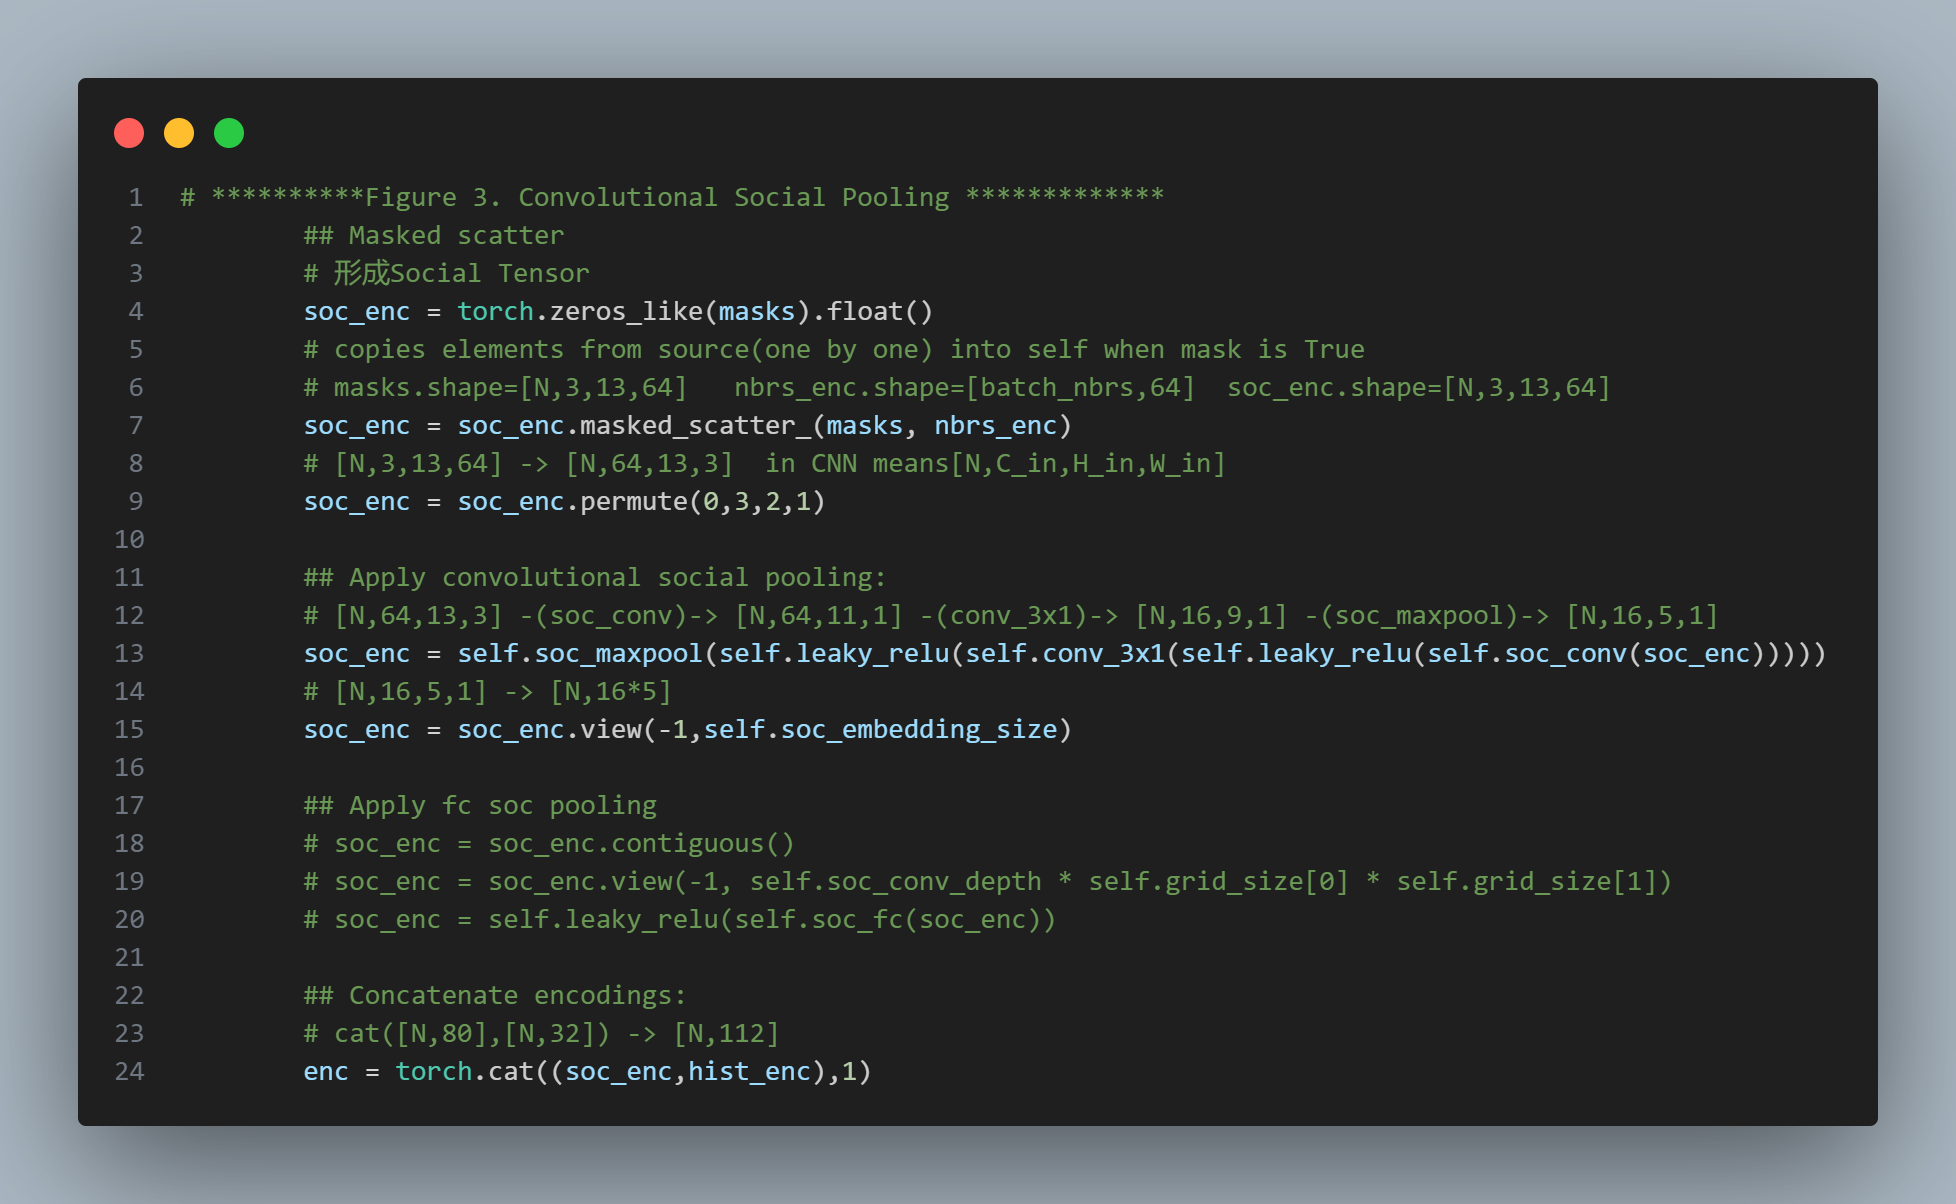 1 # **********Figure 3. Convolutional Social Pooling *************
2         ## Masked scatter
3         # 形成Social Tensor
4         soc_enc = torch.zeros_like(masks).float()
5         # copies elements from source(one by one) into self when mask is True
6         # masks.shape=[N,3,13,64]   nbrs_enc.shape=[batch_nbrs,64]  soc_enc.shape=[N,3,13,64]
7         soc_enc = soc_enc.masked_scatter_(masks, nbrs_enc)
8         # [N,3,13,64] -> [N,64,13,3]  in CNN means[N,C_in,H_in,W_in]
9         soc_enc = soc_enc.permute(0,3,2,1)
10
11         ## Apply convolutional social pooling:
12         # [N,64,13,3] -(soc_conv)-> [N,64,11,1] -(conv_3x1)-> [N,16,9,1] -(soc_maxpool)-> [N,16,5,1]
13         soc_enc = self.soc_maxpool(self.leaky_relu(self.conv_3x1(self.leaky_relu(self.soc_conv(soc_enc)))))
14         # [N,16,5,1] -> [N,16*5]
15         soc_enc = soc_enc.view(-1,self.soc_embedding_size)
16
17         ## Apply fc soc pooling
18         # soc_enc = soc_enc.contiguous()
19         # soc_enc = soc_enc.view(-1, self.soc_conv_depth * self.grid_size[0] * self.grid_size[1])
20         # soc_enc = self.leaky_relu(self.soc_fc(soc_enc))
21
22         ## Concatenate encodings:
23         # cat([N,80],[N,32]) -> [N,112]
24         enc = torch.cat((soc_enc,hist_enc),1)